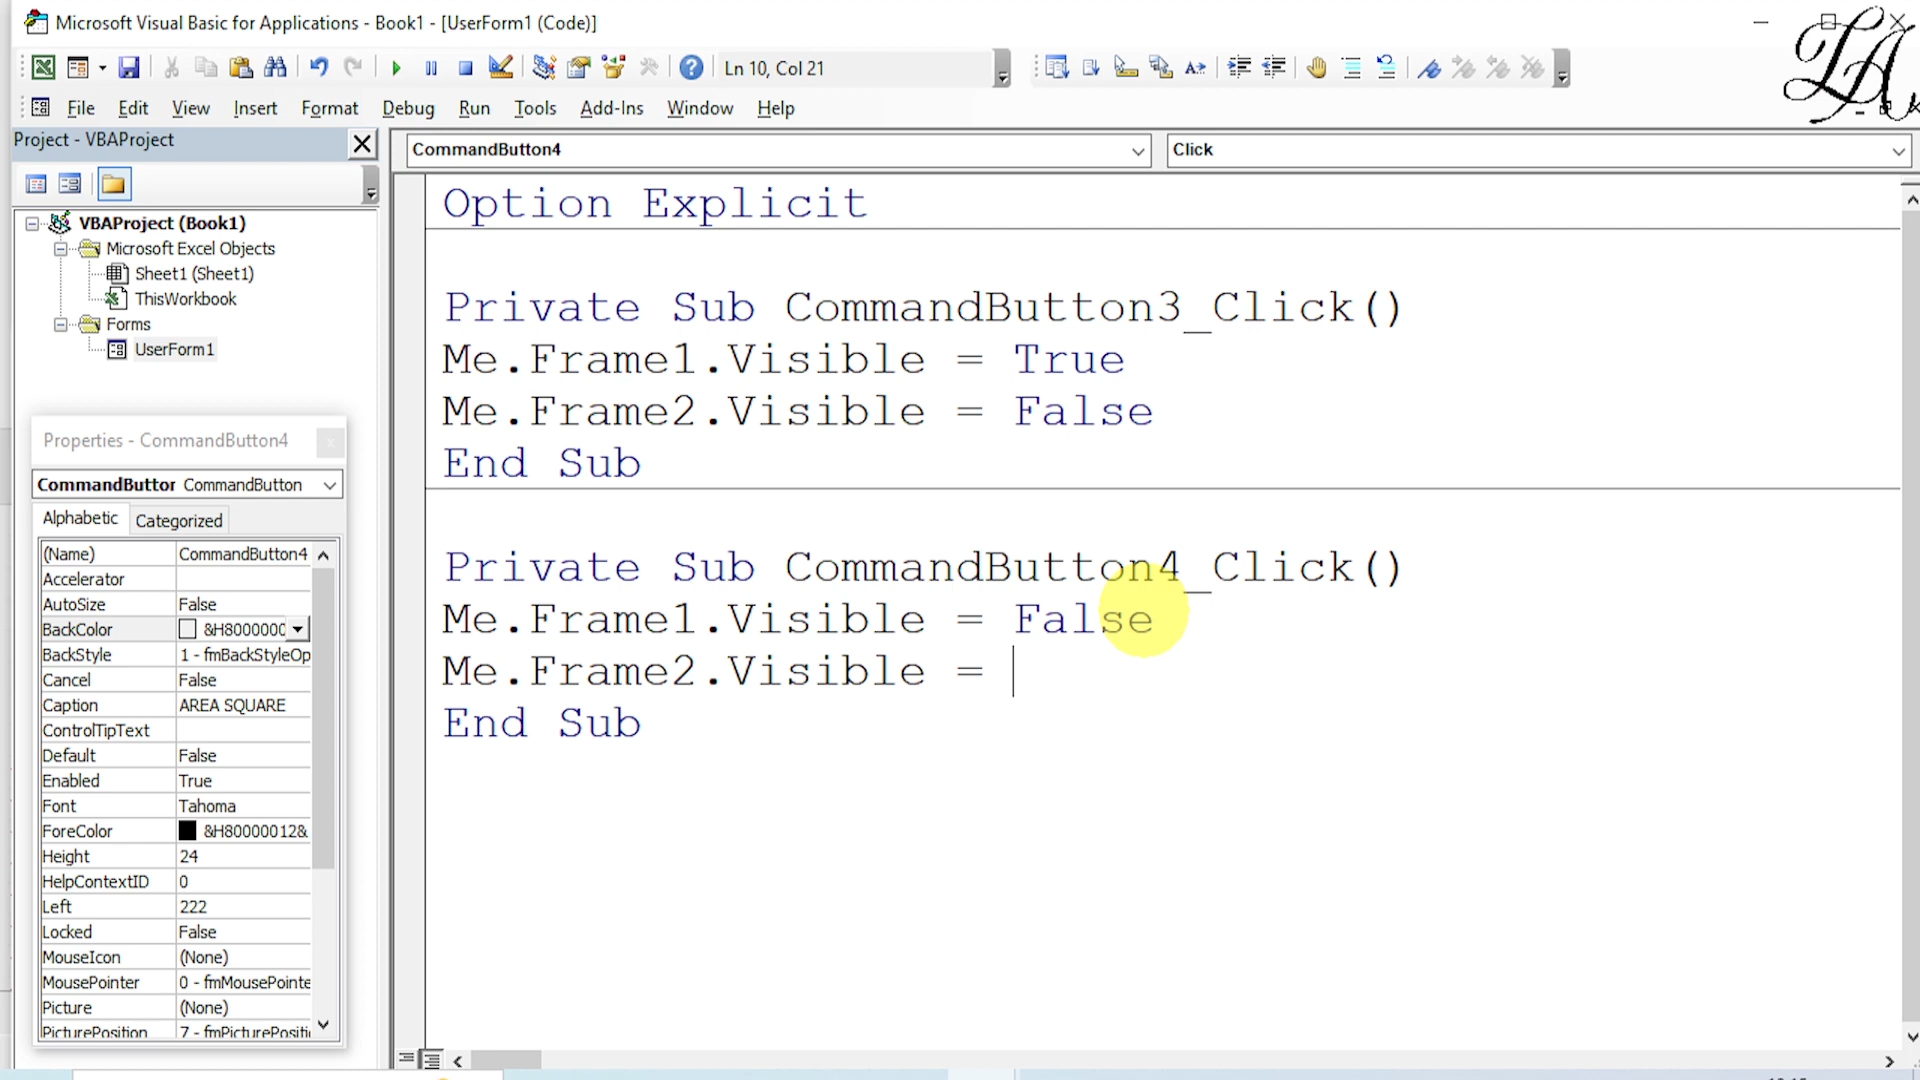 Microsoft Visual Basic for Applications - Book1 - [UserForm1 (Code)]
Ln 10, Col 21
LA
File Edit View Insert Format Debug Run Tools Add-Ins Window Help
Project - VBAProject
CommandButton4
Click
VBAProject (Book1)
Microsoft Excel Objects
Sheet1 (Sheet1)
ThisWorkbook
Forms
UserForm1
Properties - CommandButton4
CommandButtor CommandButton
Alphabetic Categorized
(Name) CommandButton4
Accelerator
AutoSize False
BackColor &H8000000
BackStyle 1 - fmBackStyleOp
Cancel False
Caption AREA SQUARE
ControlTipText
Default False
Enabled True
Font Tahoma
ForeColor &H80000012&
Height 24
HelpContextID 0
Left 222
Locked False
MouseIcon (None)
MousePointer 0 - fmMousePointe
Picture (None)
PicturePosition 7 - fmPicturePositi
Option Explicit
Private Sub CommandButton3_Click()
Me.Frame1.Visible = True
Me.Frame2.Visible = False
End Sub
Private Sub CommandButton4_Click()
Me.Frame1.Visible = False
Me.Frame2.Visible =
End Sub